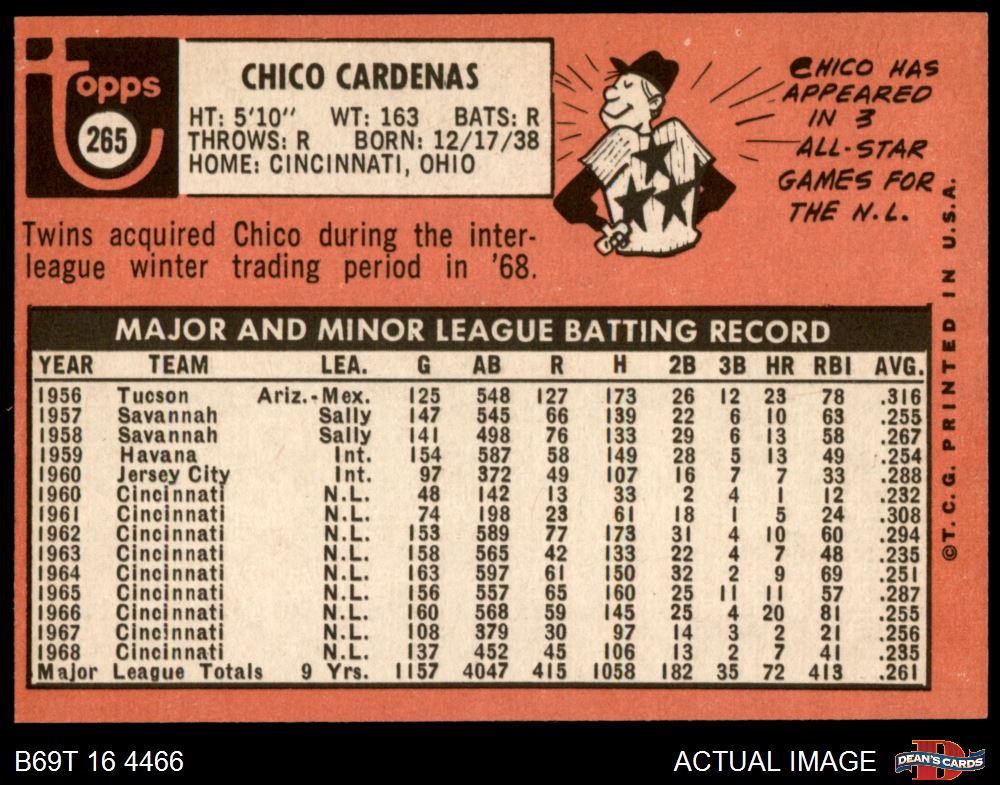 Topps
265
CHICO CARDENAS
HT: 5'10" WT: 163 BATS: R
THROWS: R BORN: 12/17/38
HOME: CINCINNATI, OHIO
CHICO HAS
APPEARED
IN 3
ALL-STAR
GAMES FOR
THE N.L.
Twins acquired Chico during the inter-
league winter trading period in '68.
MAJOR AND MINOR LEAGUE BATTING RECORD
YEAR TEAM LEA. G AB R H 2B 3B HR RBI AVG.
1956 Tucson Ariz.-Mex. 125 548 127 173 26 12 23 78 .316
1957 Savannah Sally 147 545 66 139 22 6 10 63 .255
1958 Savannah Sally 141 498 76 133 29 6 13 58 .267
1959 Havana Int. 154 587 58 149 28 5 13 49 .254
1960 Jersey City Int. 97 372 49 107 16 7 7 33 .288
1960 Cincinnati N.L. 48 142 13 33 2 4 1 12 .232
1961 Cincinnati N.L. 74 198 23 61 18 1 5 24 .308
1962 Cincinnati N.L. 153 589 77 173 31 4 10 60 .294
1963 Cincinnati N.L. 158 565 42 133 22 4 7 48 .235
1964 Cincinnati N.L. 163 597 61 150 32 2 9 69 .251
1965 Cincinnati N.L. 156 557 65 160 25 11 11 57 .287
1966 Cincinnati N.L. 160 568 59 145 25 4 20 81 .255
1967 Cincinnati N.L. 108 379 30 97 14 3 2 21 .256
1968 Cincinnati N.L. 137 452 45 106 13 2 7 41 .235
Major League Totals 9 Yrs. 1157 4047 415 1058 182 35 72 413 .261
©T.C.G. PRINTED IN U.S.A.
B69T 16 4466
ACTUAL IMAGE
DEAN'S CARDS